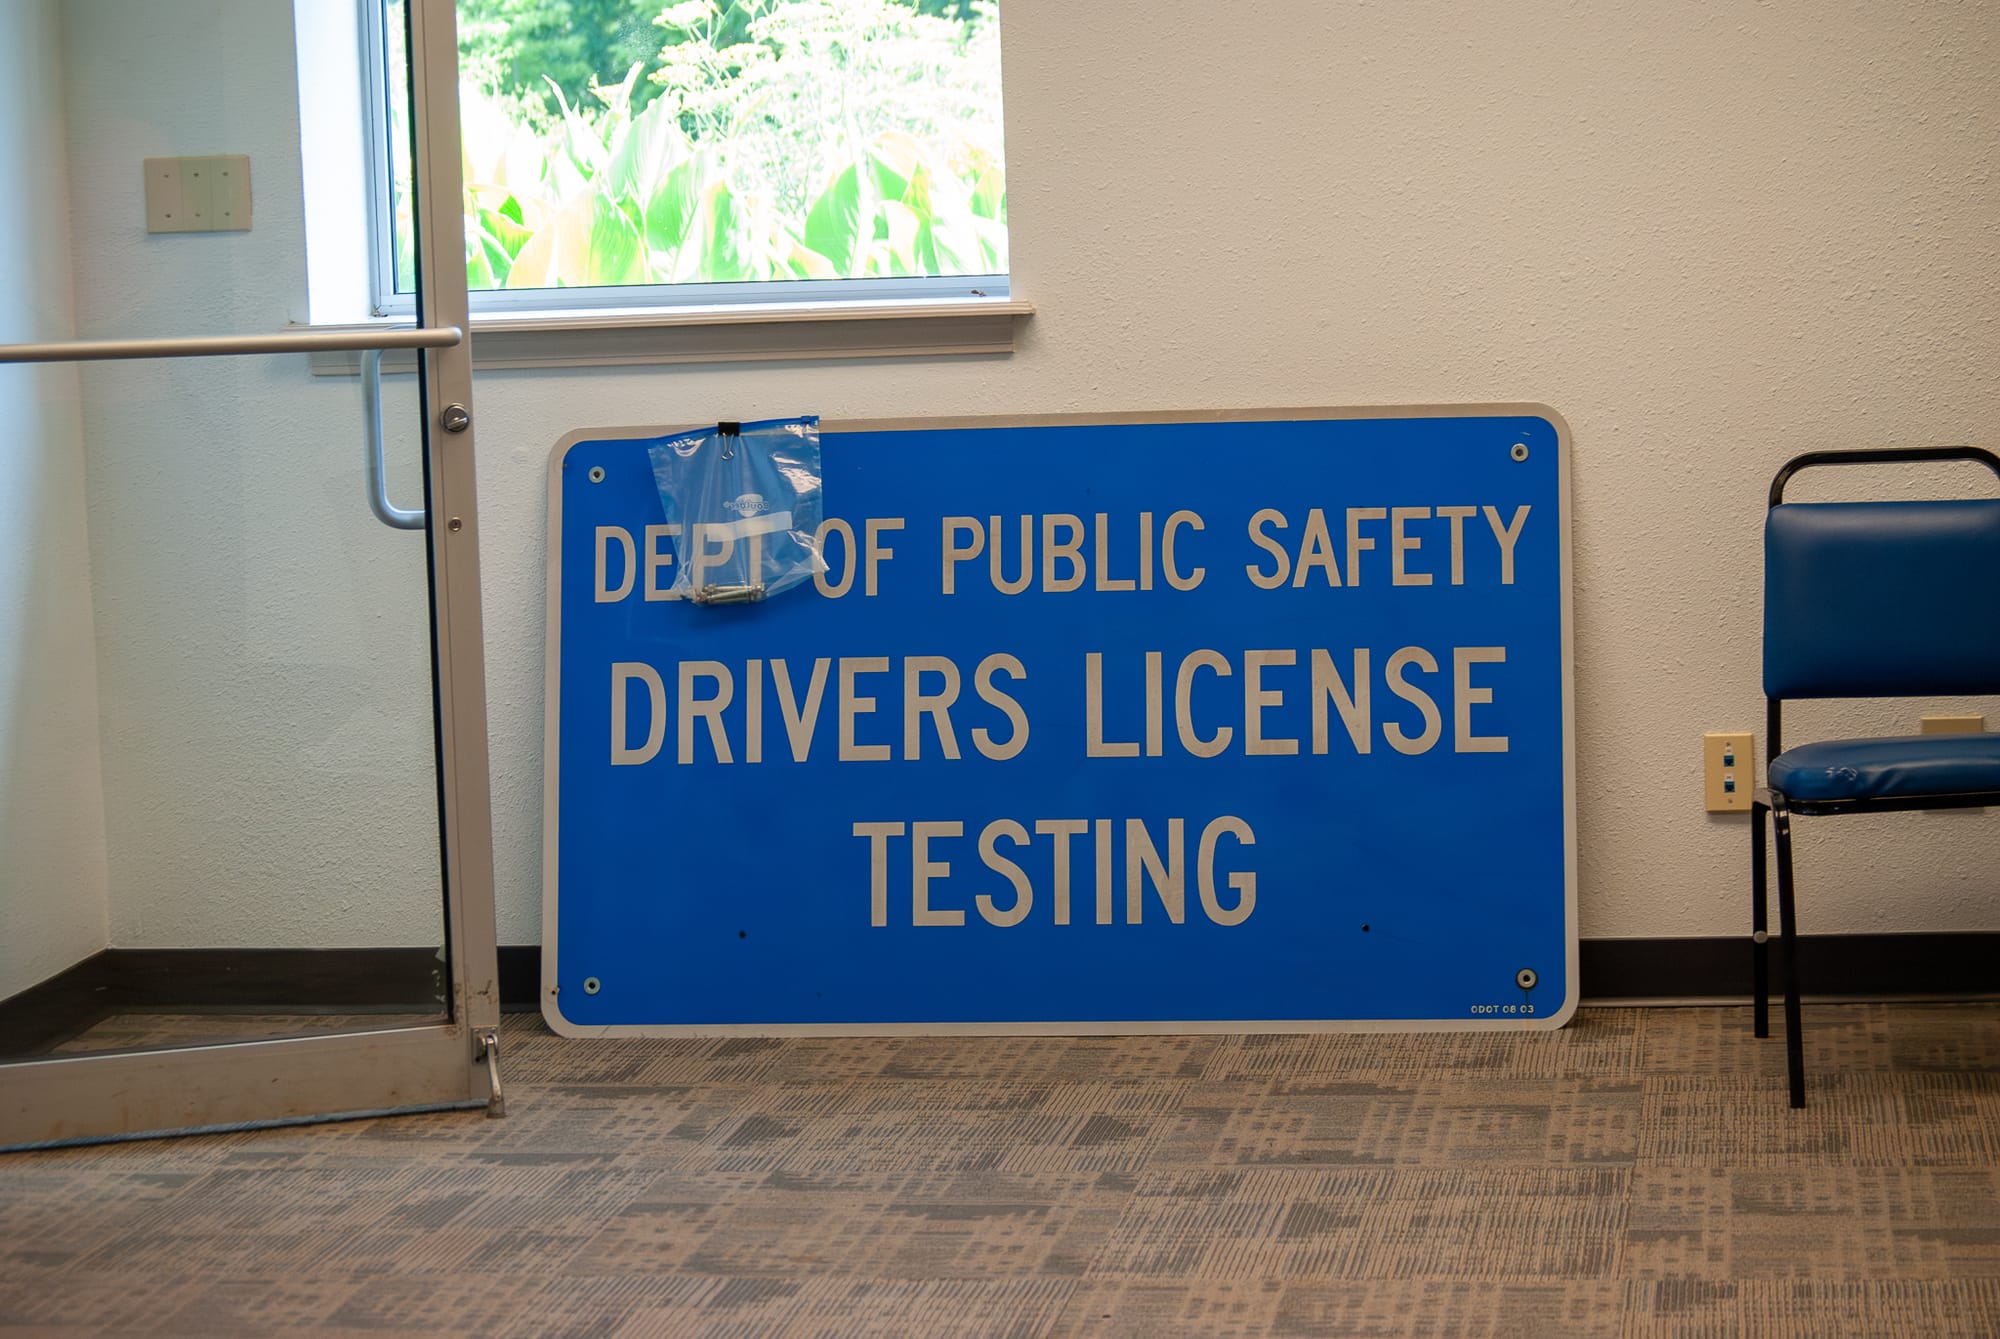 DEPT OF PUBLIC SAFETY
DRIVERS LICENSE
TESTING
ODOT 08 03